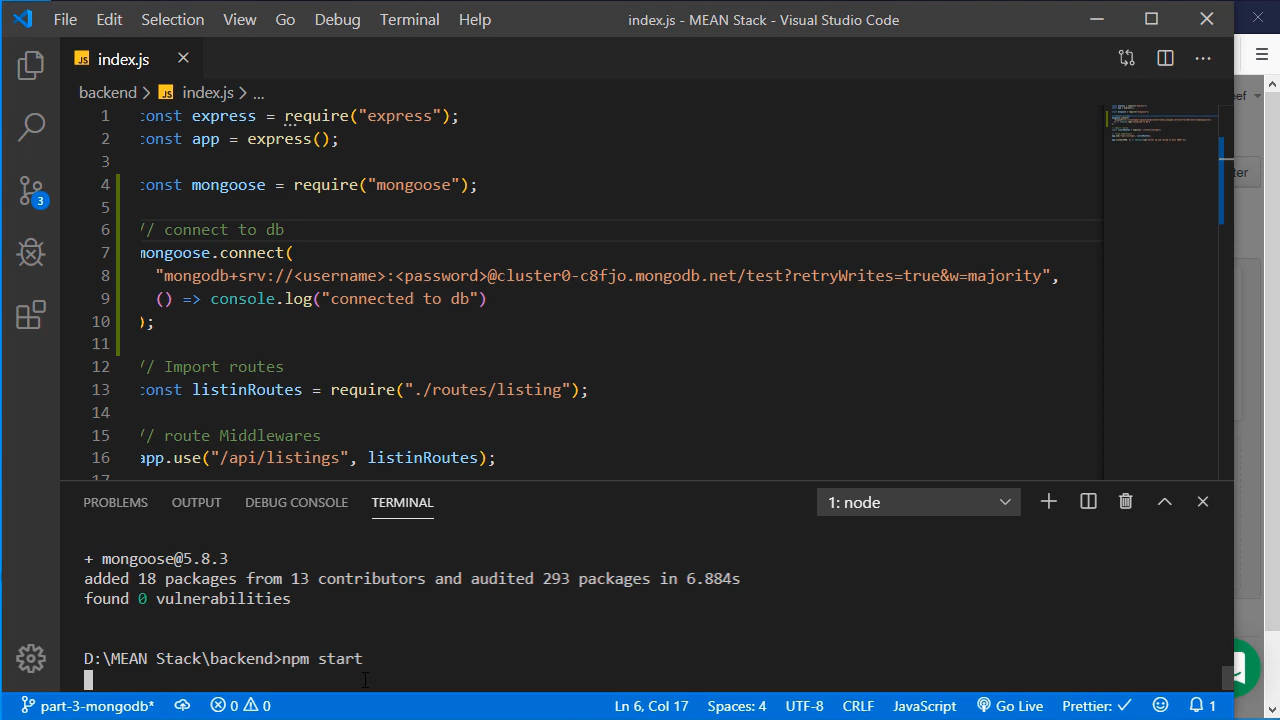 File Edit Selection View Go Debug Terminal Help
index.js - MEAN Stack - Visual Studio Code
JS index.js
backend > JS index.js > ...
1 const express = require("express");
2 const app = express();
3
4 const mongoose = require("mongoose");
5
6 // connect to db
7 mongoose.connect(
8 "mongodb+srv://<username>:<password>@cluster0-c8fjo.mongodb.net/test?retryWrites=true&w=majority",
9 () => console.log("connected to db")
10 );
11
12 // Import routes
13 const listinRoutes = require("./routes/listing");
14
15 // route Middlewares
16 app.use("/api/listings", listinRoutes);
17
3
PROBLEMS OUTPUT DEBUG CONSOLE TERMINAL
1: node
+ mongoose@5.8.3
added 18 packages from 13 contributors and audited 293 packages in 6.884s
found 0 vulnerabilities
D:\MEAN Stack\backend>npm start
part-3-mongodb* 0 0 Ln 6, Col 17 Spaces: 4 UTF-8 CRLF JavaScript Go Live Prettier: ✓ 1